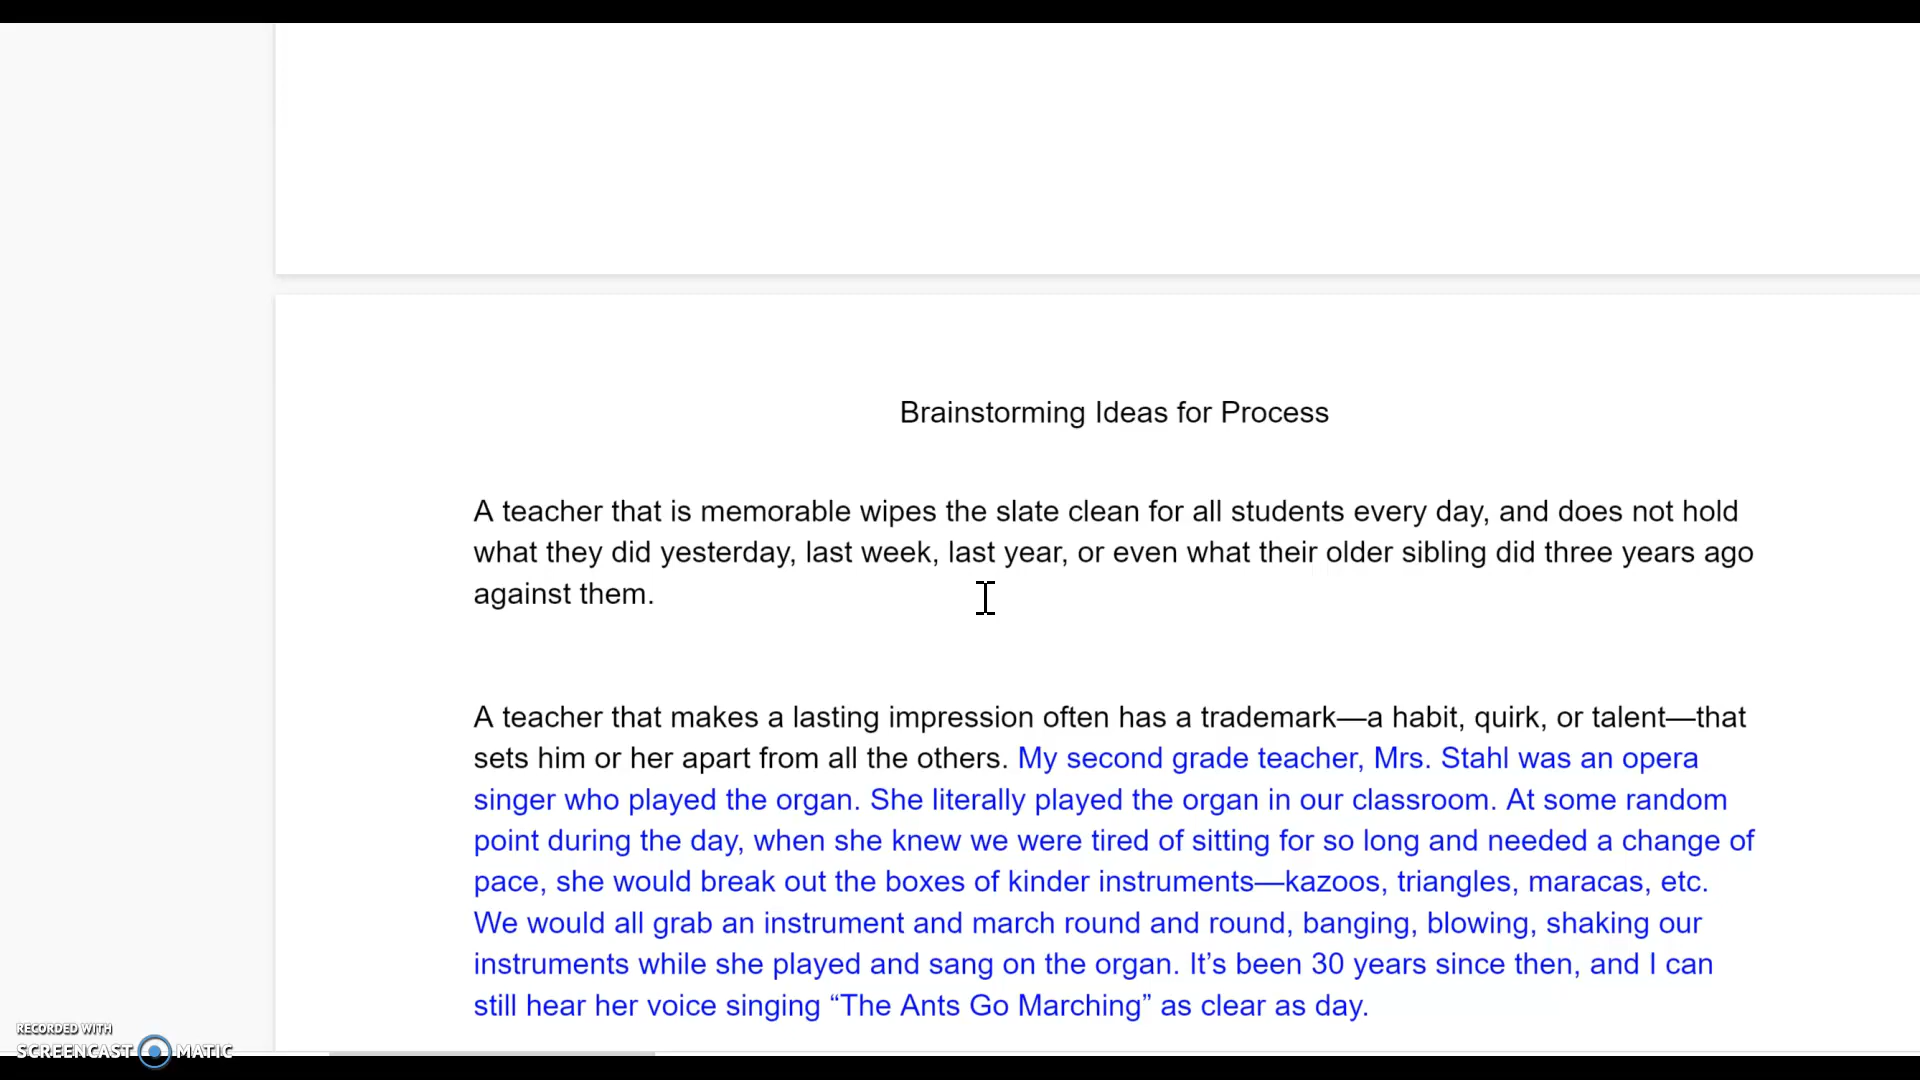 Brainstorming Ideas for Process
A teacher that is memorable wipes the slate clean for all students every day, and does not hold
what they did yesterday, last week, last year, or even what their older sibling did three years ago
against them.
A teacher that makes a lasting impression often has a trademark—a habit, quirk, or talent—that
sets him or her apart from all the others. My second grade teacher, Mrs. Stahl was an opera
singer who played the organ. She literally played the organ in our classroom. At some random
point during the day, when she knew we were tired of sitting for so long and needed a change of
pace, she would break out the boxes of kinder instruments—kazoos, triangles, maracas, etc.
We would all grab an instrument and march round and round, banging, blowing, shaking our
instruments while she played and sang on the organ. It’s been 30 years since then, and I can
still hear her voice singing “The Ants Go Marching” as clear as day.
RECORDED WITH
SCREENCAST MATIC